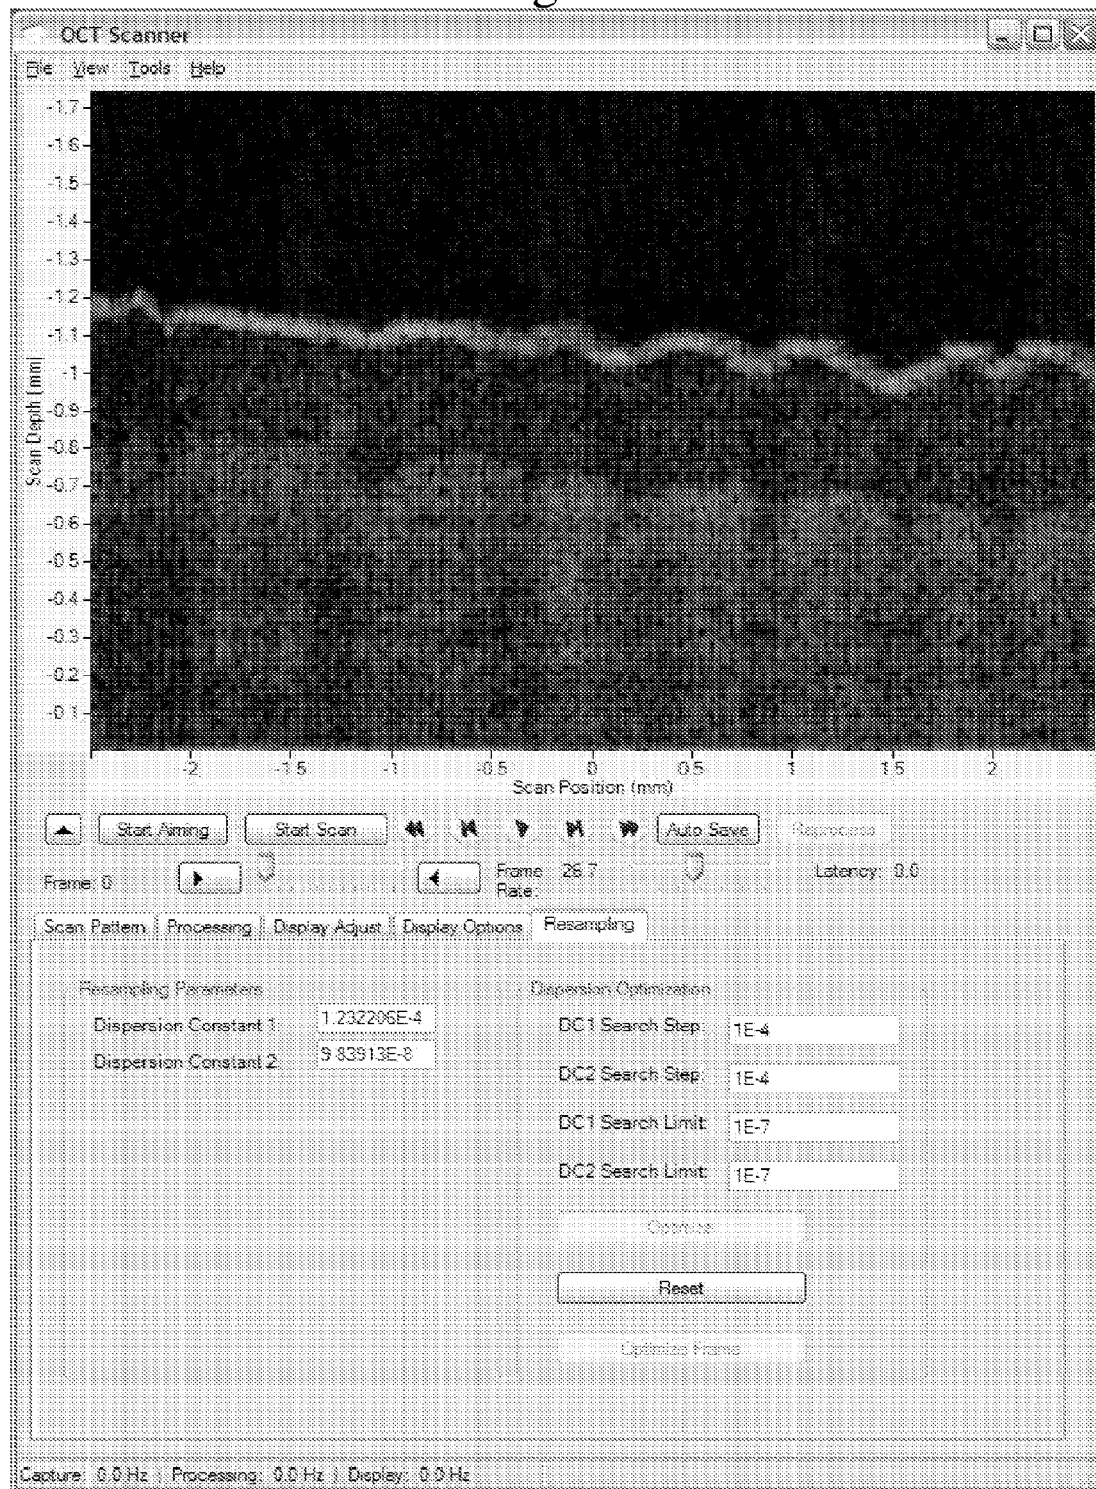 OCT Scanner
File View Tools Help
-1.7
-1.6
-1.5
-1.4
-1.3
-1.2
-1.1
-1
-0.9
-0.8
-0.7
-0.6
-0.5
-0.4
-0.3
-0.2
-0.1
Scan Depth (mm)
-2 -1.5 -1 -0.5 0 0.5 1 1.5 2
Scan Position (mm)
Start Aiming Start Scan Auto Save Reprocess
Frame: 0 Frame Rate: 26.7 Latency: 0.0
Scan Pattern Processing Display Adjust Display Options Resampling
Resampling Parameters
Dispersion Constant 1: 1.232206E-4
Dispersion Constant 2: 9.83913E-8
Dispersion Optimization
DC1 Search Step: 1E-4
DC2 Search Step: 1E-4
DC1 Search Limit: 1E-7
DC2 Search Limit: 1E-7
Optimize
Reset
Optimize Frame
Capture: 0.0 Hz | Processing: 0.0 Hz | Display: 0.0 Hz